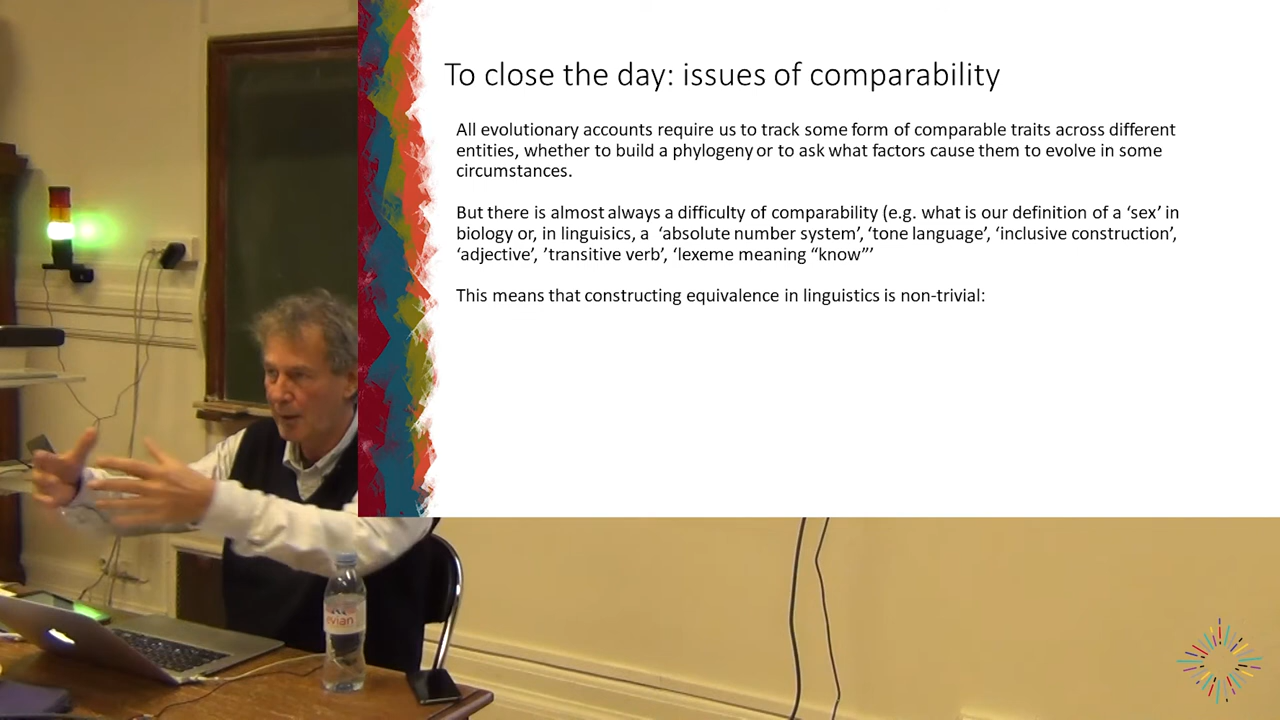 To close the day: issues of comparability
All evolutionary accounts require us to track some form of comparable traits across different
entities, whether to build a phylogeny or to ask what factors cause them to evolve in some
circumstances.
But there is almost always a difficulty of comparability (e.g. what is our definition of a ‘sex’ in
biology or, in linguisics, a ‘absolute number system’, ‘tone language’, ‘inclusive construction’,
‘adjective’, ’transitive verb’, ‘lexeme meaning “know”’
This means that constructing equivalence in linguistics is non-trivial:
evian